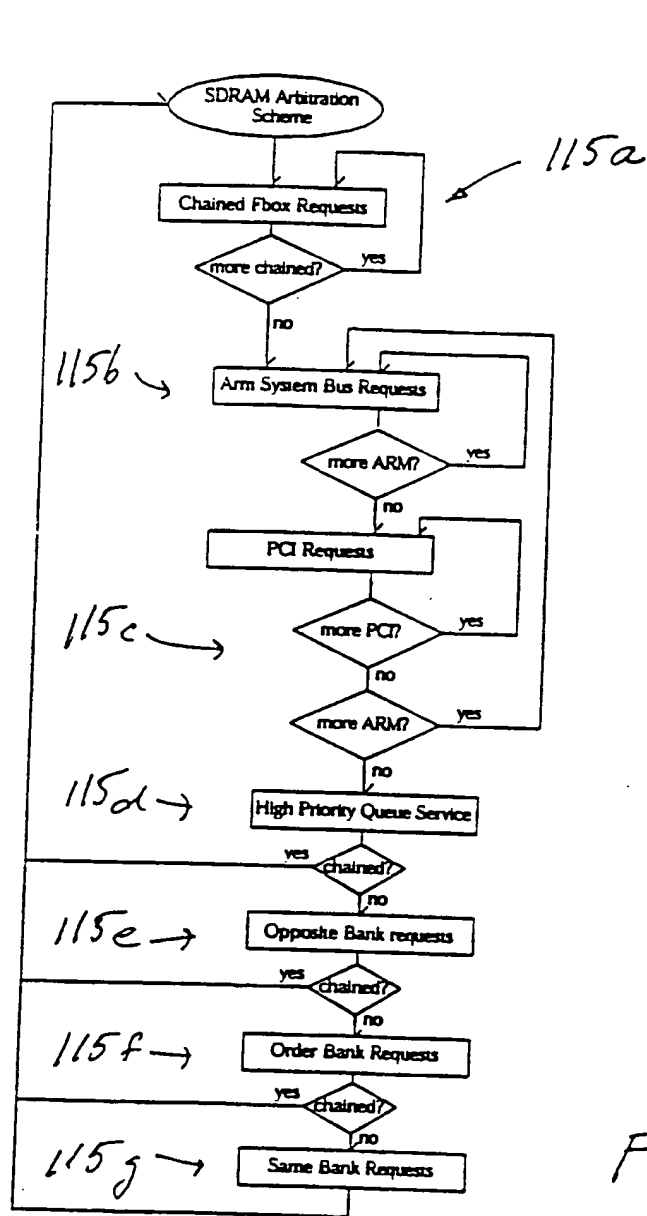 SDRAM Arbitration
Scheme
115a
Chained Fbox Requests
more chained?
yes
no
115b
Arm System Bus Requests
more ARM?
yes
no
PCI Requests
115c
more PCI?
yes
no
more ARM?
yes
no
115d
High Priority Queue Service
yes
chained?
no
115e
Opposite Bank requests
yes
chained?
no
115f
Order Bank Requests
yes
chained?
no
115g
Same Bank Requests
F